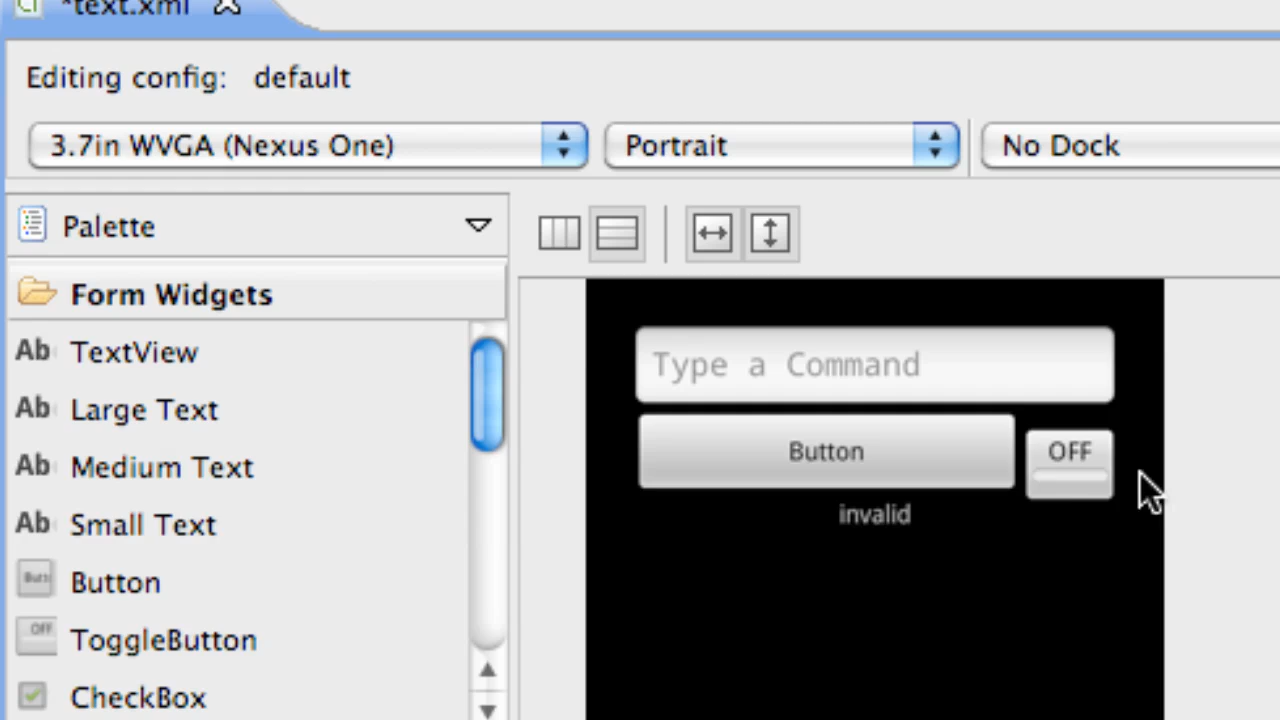 *text.xml
Editing config: default
3.7in WVGA (Nexus One) Portrait No Dock
Palette
Form Widgets
Ab TextView
Ab Large Text
Ab Medium Text
Ab Small Text
Button
OFF ToggleButton
CheckBox
Type a Command
Button OFF
invalid